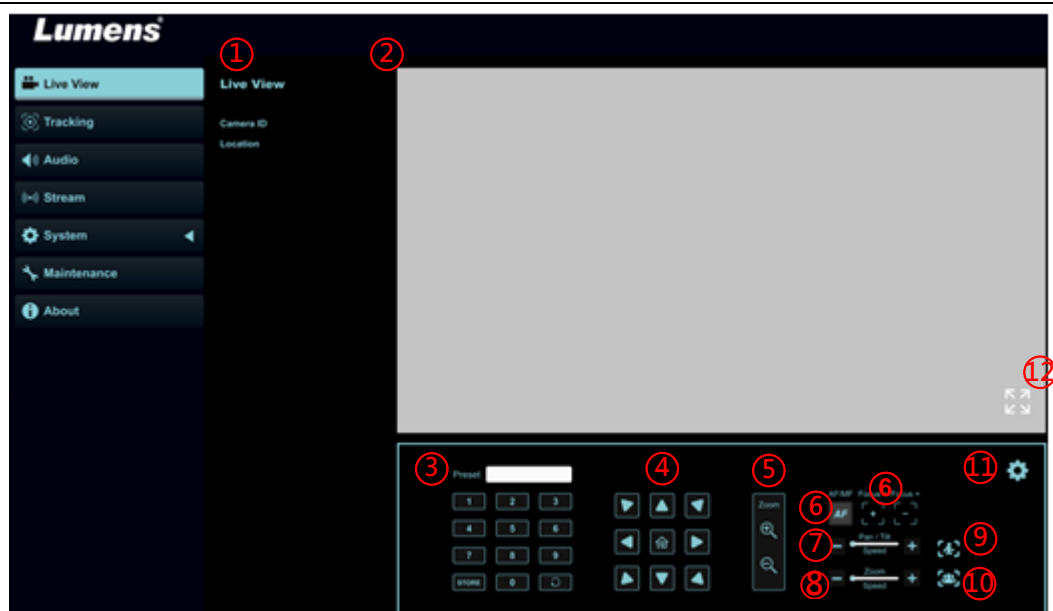 Lumens
① ②
Live View
Live View
Tracking
Camera ID
Location
Audio
Stream
System
Maintenance
About
⑫
③ Preset ④ ⑤ ⑪
⑥
1 2 3
Zoom
⑥ AF
4 5 6
⑦ Pan / Tilt ⑨
Speed
7 8 9
STORE 0
⑧ Zoom ⑩
Speed